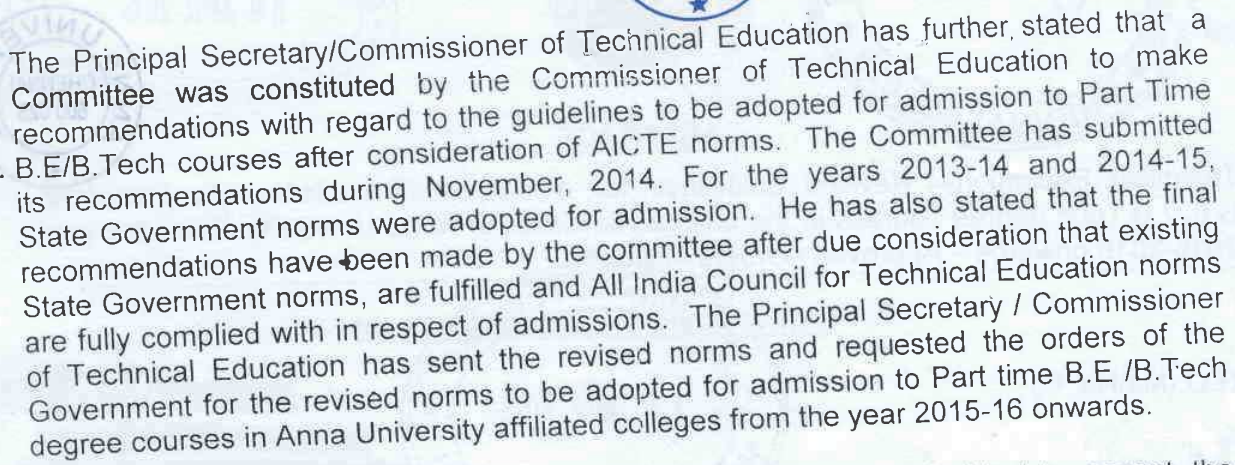 The Principal Secretary/Commissioner of Technical Education has further stated that a
Committee was constituted by the Commissioner of Technical Education to make
recommendations with regard to the guidelines to be adopted for admission to Part Time
B.E/B.Tech courses after consideration of AICTE norms. The Committee has submitted
its recommendations during November, 2014. For the years 2013-14 and 2014-15,
State Government norms were adopted for admission. He has also stated that the final
recommendations have been made by the committee after due consideration that existing
State Government norms, are fulfilled and All India Council for Technical Education norms
are fully complied with in respect of admissions. The Principal Secretary / Commissioner
of Technical Education has sent the revised norms and requested the orders of the
Government for the revised norms to be adopted for admission to Part time B.E /B.Tech
degree courses in Anna University affiliated colleges from the year 2015-16 onwards.